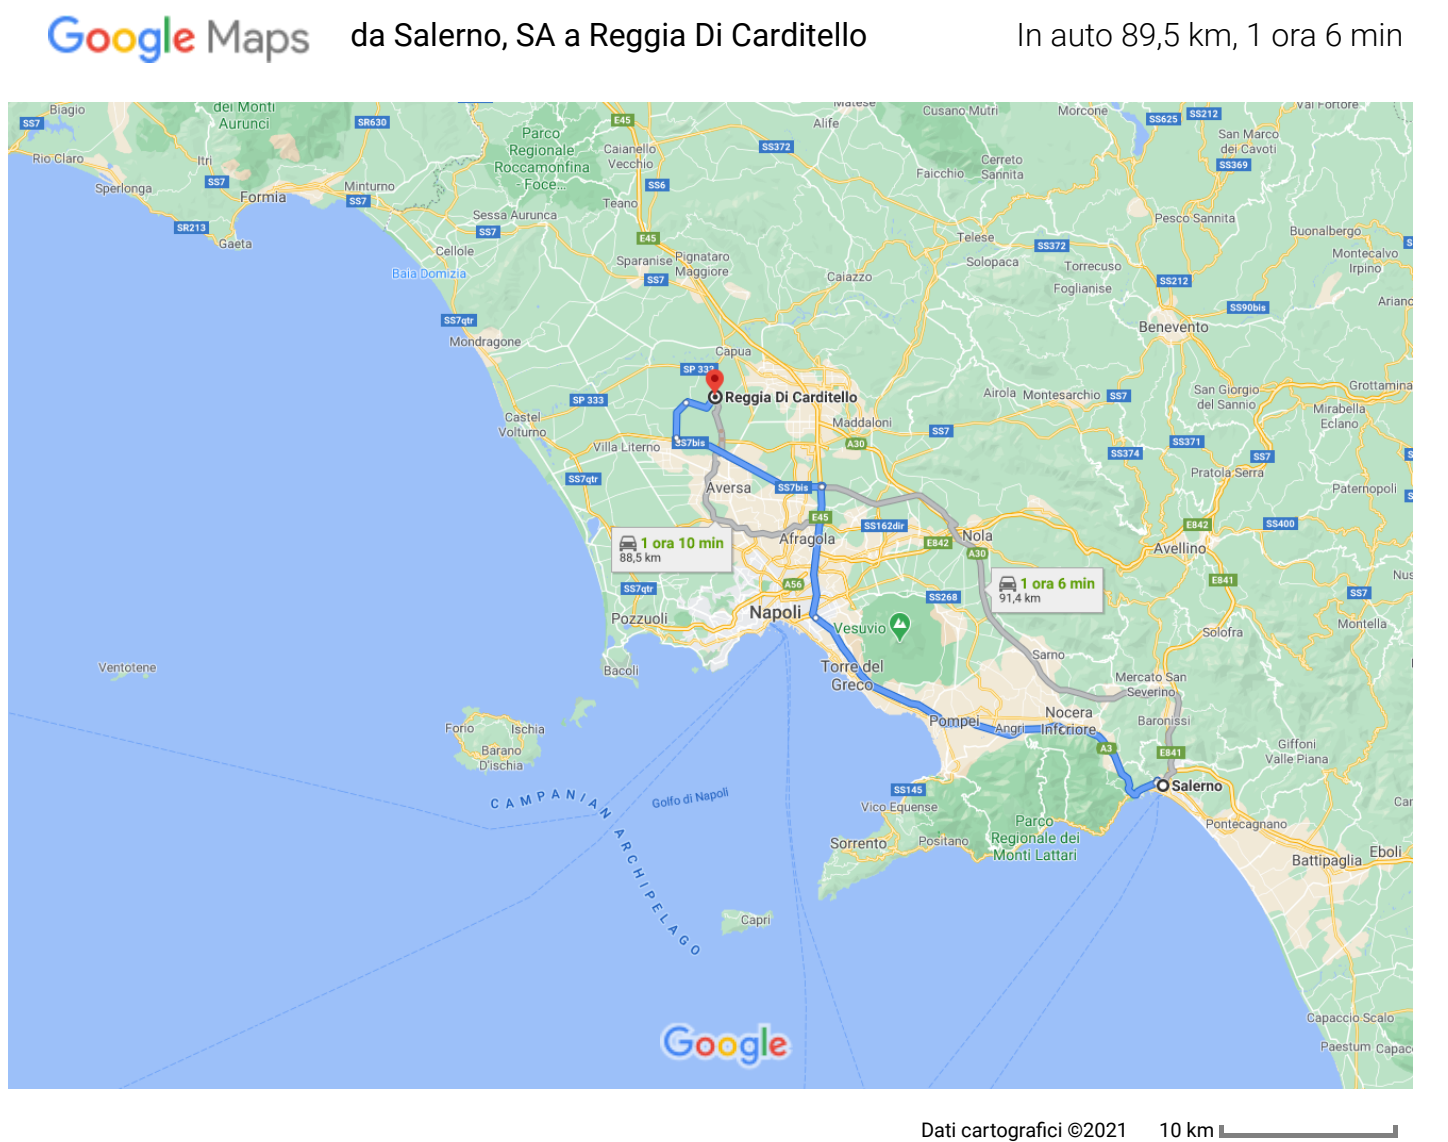 Google Maps
da Salerno, SA a Reggia Di Carditello
In auto 89,5 km, 1 ora 6 min
Biagio
dei Monti
Aurunci
SS7
SR630
Rio Claro
Itri
SS7
Sperlonga
Formia
Minturno
SS7
SR213
Gaeta
Parco
Regionale
Roccamonfina
- Foce...
E45
Caianello
Vecchio
SS6
Teano
Sessa Aurunca
SS7
Cellole
Baia Domizia
E45
Sparanise
Pignataro
Maggiore
SS7
Matese
Alife
SS372
Cusano Mutri
Morcone
SS625
SS212
Val Fortore
San Marco
dei Cavoti
SS369
Faicchio
Cerreto
Sannita
Pesco Sannita
Telese
SS372
Solopaca
Torrecuso
Foglianise
Caiazzo
SS212
Buonalbergo
Montecalvo
Irpino
S
SS90bis
Ariano
Benevento
SS7qtr
Mondragone
Capua
SP 333
SP 333
Reggia Di Carditello
Castel
Volturno
Villa Literno
SS7bis
Maddaloni
A30
SS7
Airola
Montesarchio
SS7
San Giorgio
del Sannio
Grottamina
Mirabella
Eclano
SS371
SS374
SS7
S
Pratola Serra
Paternopoli
S
SS7qtr
Aversa
SS7bis
E45
Afragola
SS162dir
E842
Nola
A30
E842
SS400
Avellino
E841
Nus
SS7
Montella
1 ora 10 min
88,5 km
1 ora 6 min
91,4 km
SS7qtr
A56
SS268
Pozzuoli
Napoli
Vesuvio
Solofra
Sarno
Bacoli
Torre del
Greco
Mercato San
Severino
Ventotene
Pompei
Angri
Nocera
Inferiore
Baronissi
A3
E841
Giffoni
Valle Piana
Forio
Ischia
Barano
D'ischia
Golfo di Napoli
CAMPANIAN ARCHIPELAGO
SS145
Salerno
Vico Equense
Pontecagnano
Car
Sorrento
Positano
Parco
Regionale dei
Monti Lattari
Battipaglia
Eboli
Capri
Capaccio Scalo
Paestum
Capac
Google
Dati cartografici ©2021
10 km